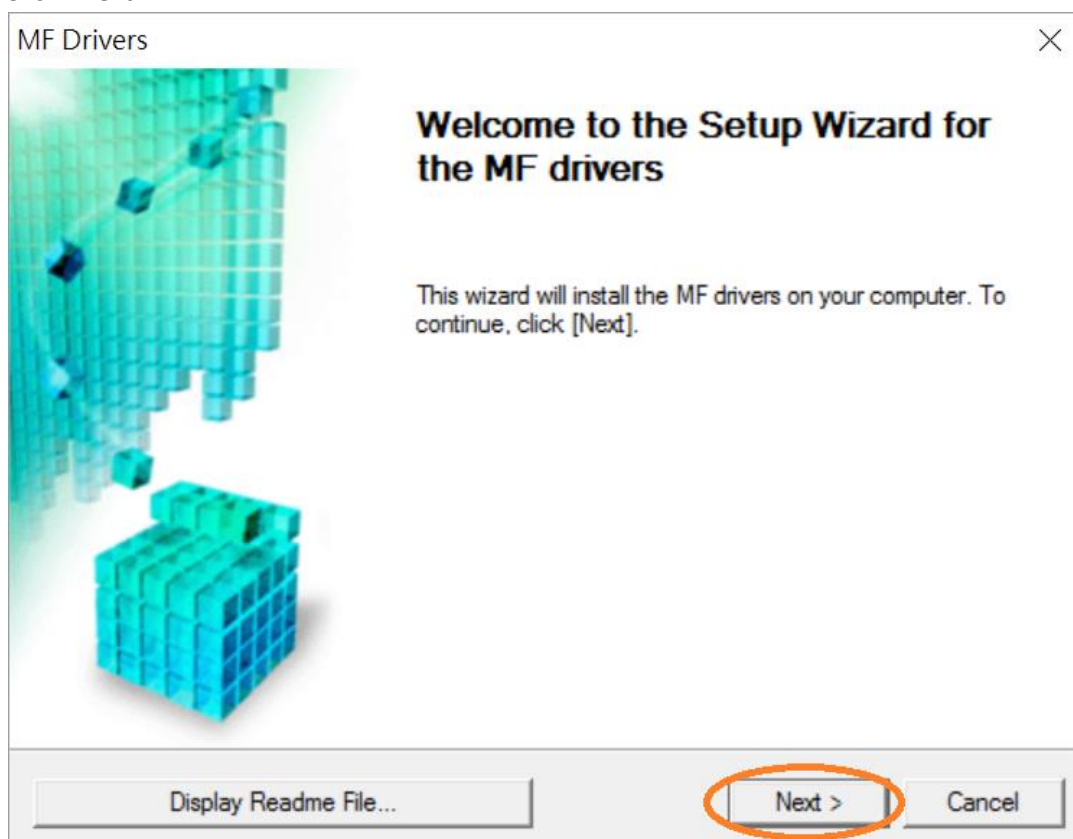 MF Drivers
Welcome to the Setup Wizard for
the MF drivers
This wizard will install the MF drivers on your computer. To
continue, click [Next].
Display Readme File...
Next >
Cancel